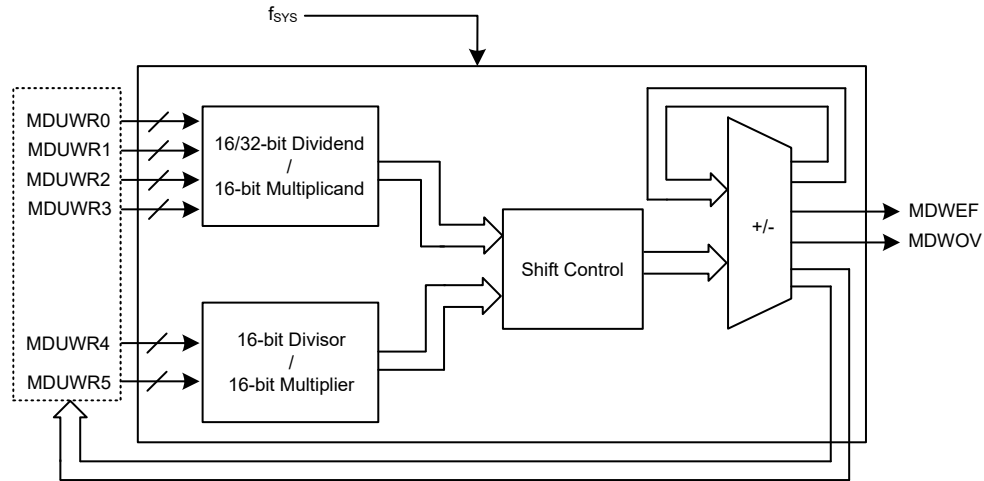 fSYS
MDUWR0
MDUWR1
MDUWR2
MDUWR3
MDUWR4
MDUWR5
16/32-bit Dividend
/
16-bit Multiplicand
16-bit Divisor
/
16-bit Multiplier
Shift Control
+/-
MDWEF
MDWOV